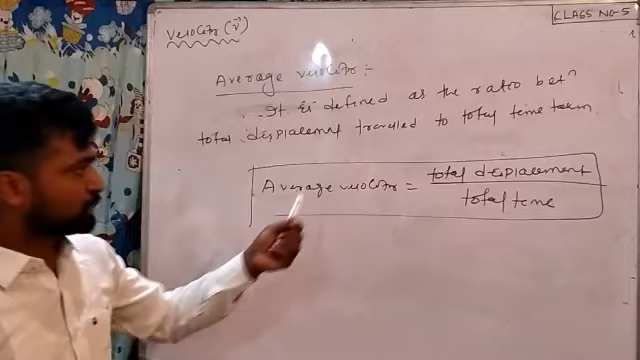 CLASS NO-5
Velocity (v⃗)
Average velocity :-
It is defined as the ratio betⁿ
total displacement travelled to total time taken
Average velocity = total displacement
total time